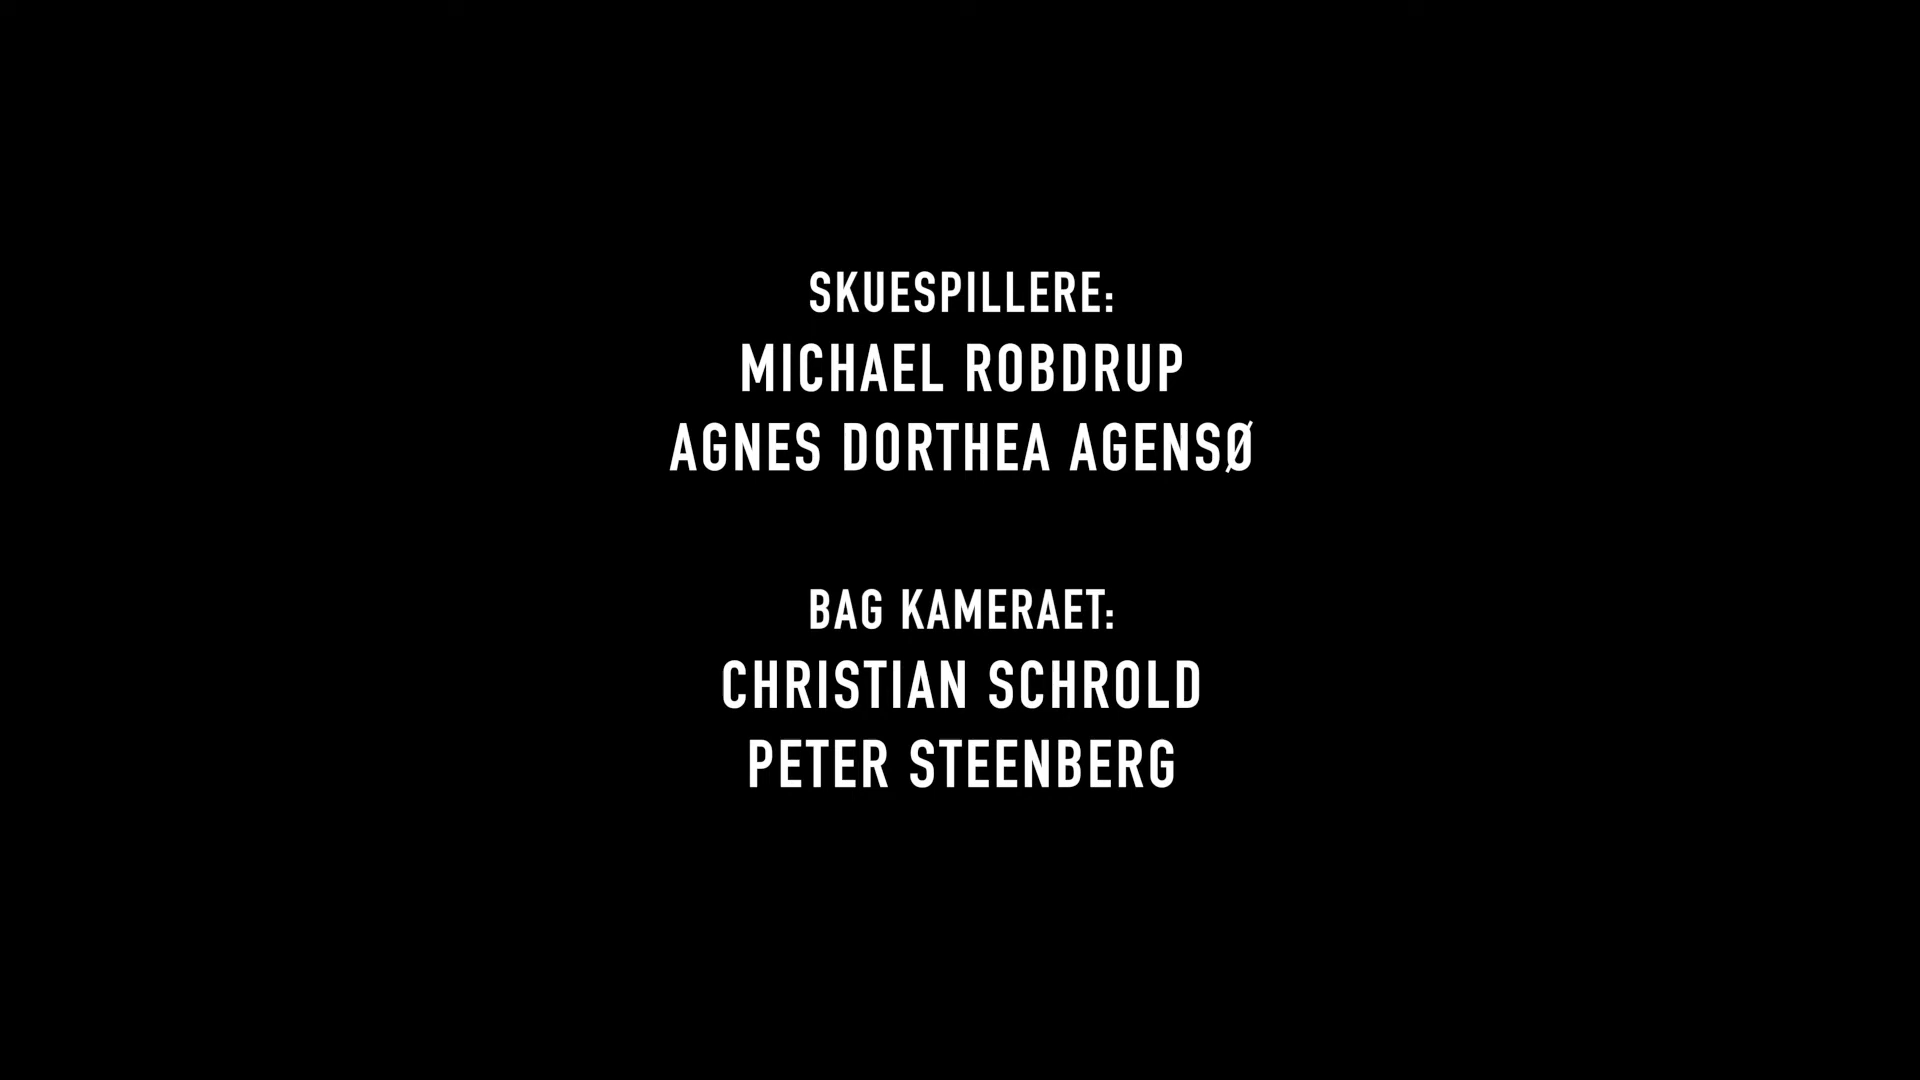 SKUESPILLERE:
MICHAEL ROBDRUP
AGNES DORTHEA AGENSØ
BAG KAMERAET:
CHRISTIAN SCHROLD
PETER STEENBERG